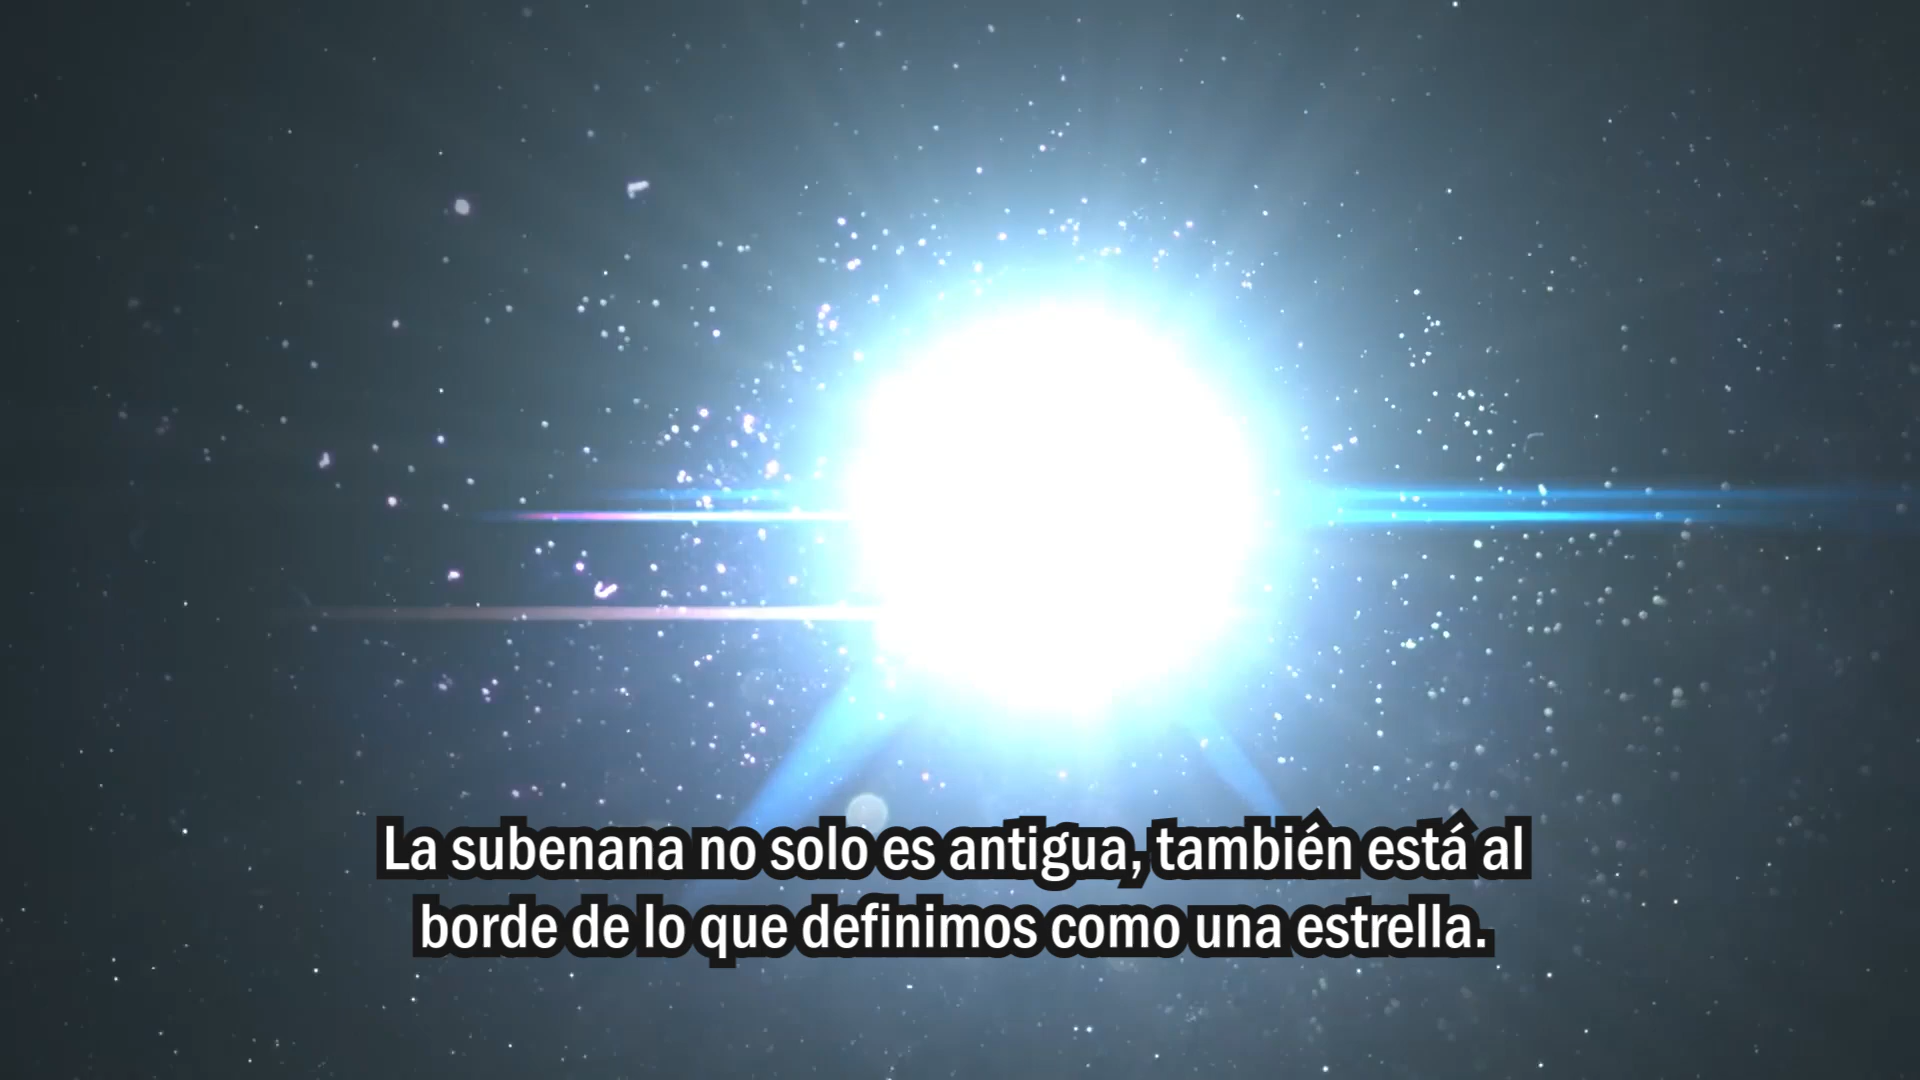 La subenana no solo es antigua, también está al
borde de lo que definimos como una estrella.